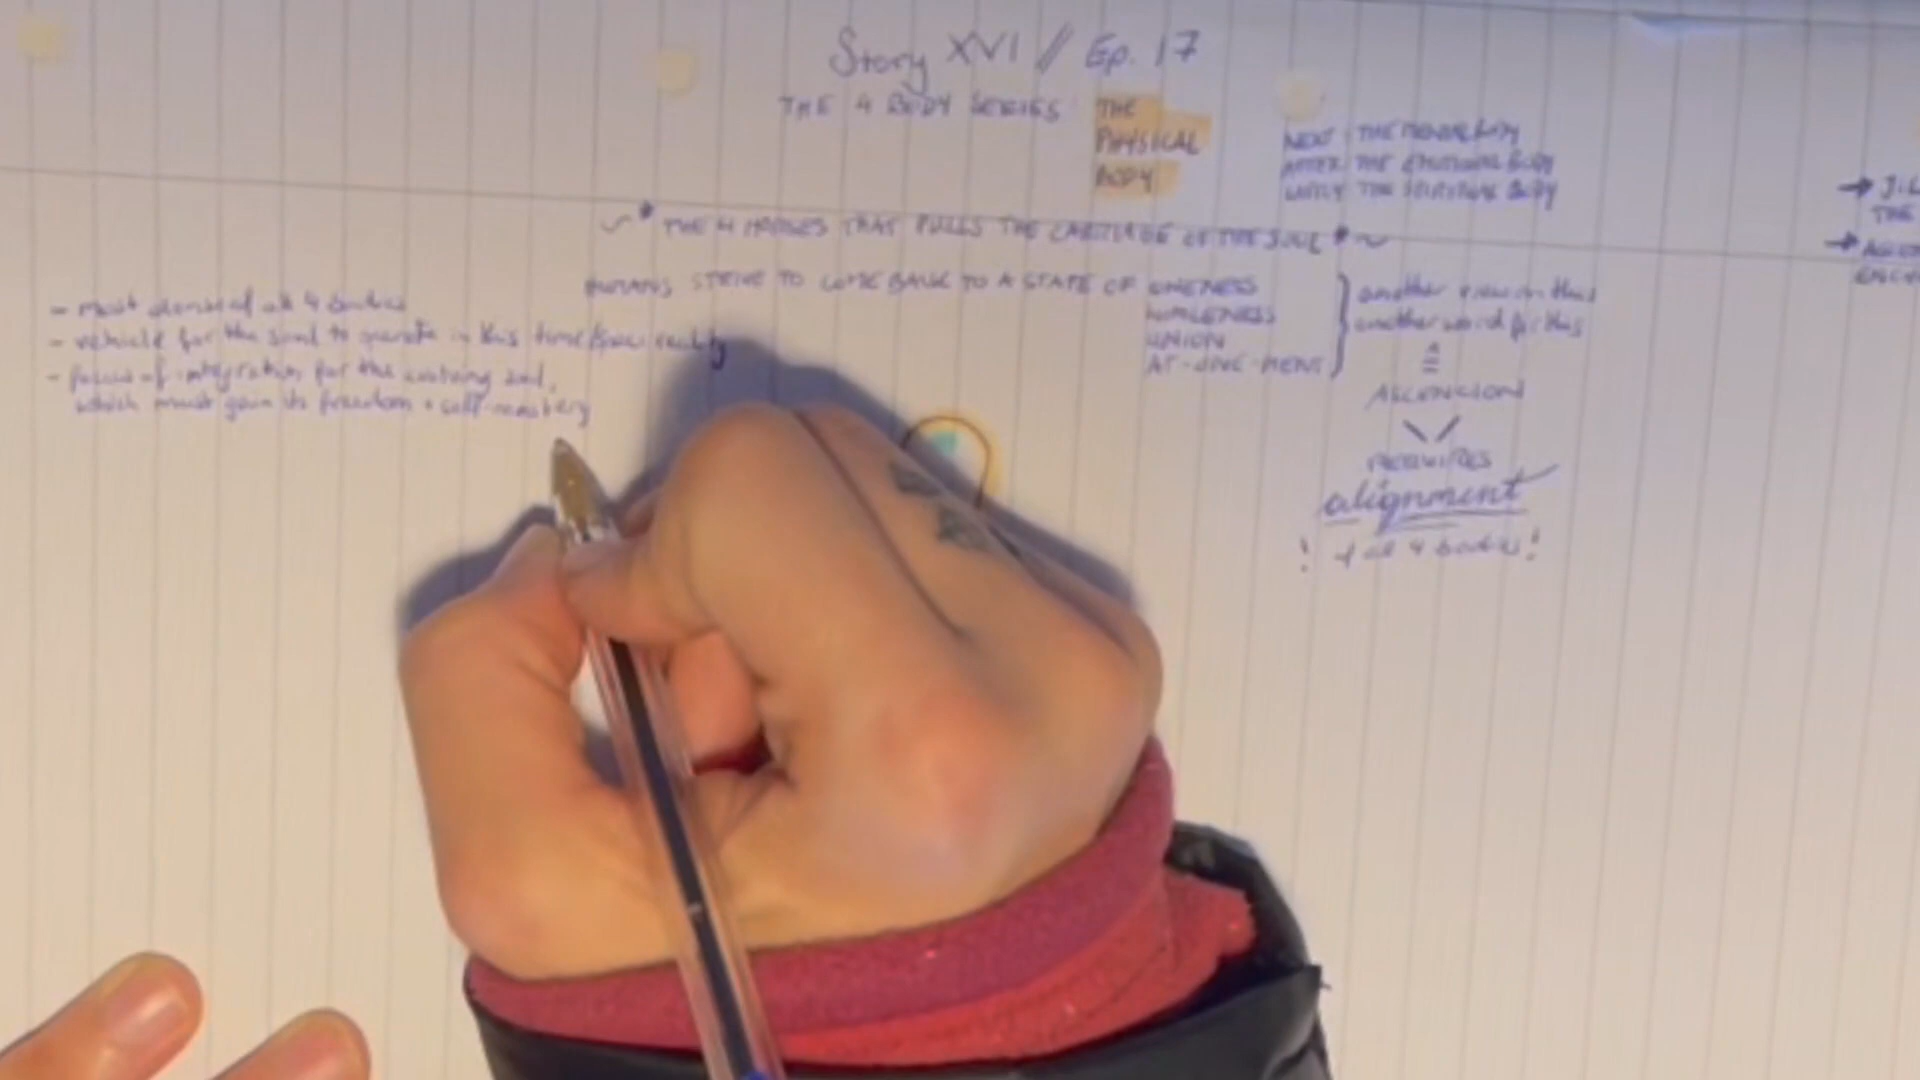 Story XVI // Ep. 17
THE 4 BODY SERIES: THE
PHYSICAL
BODY
NEXT: THE MENTAL BODY
AFTER: THE EMOTIONAL BODY
LASTLY: THE SPIRITUAL BODY
THE 4 HORSES THAT PULLS THE CARRIAGE OF THE SOUL
HUMANS STRIVE TO COME BACK TO A STATE OF ONENESS
WHOLENESS
UNION
AT-ONE-MENT
another view on this
another word for this
=
ASCENCION
REQUIRES
alignment
! of all 4 bodies!
- most dense of all 4 bodies
- vehicle for the soul to operate in this time/space reality
- focus of integration for the evolving soul,
which must gain its freedom + self-mastery
THE